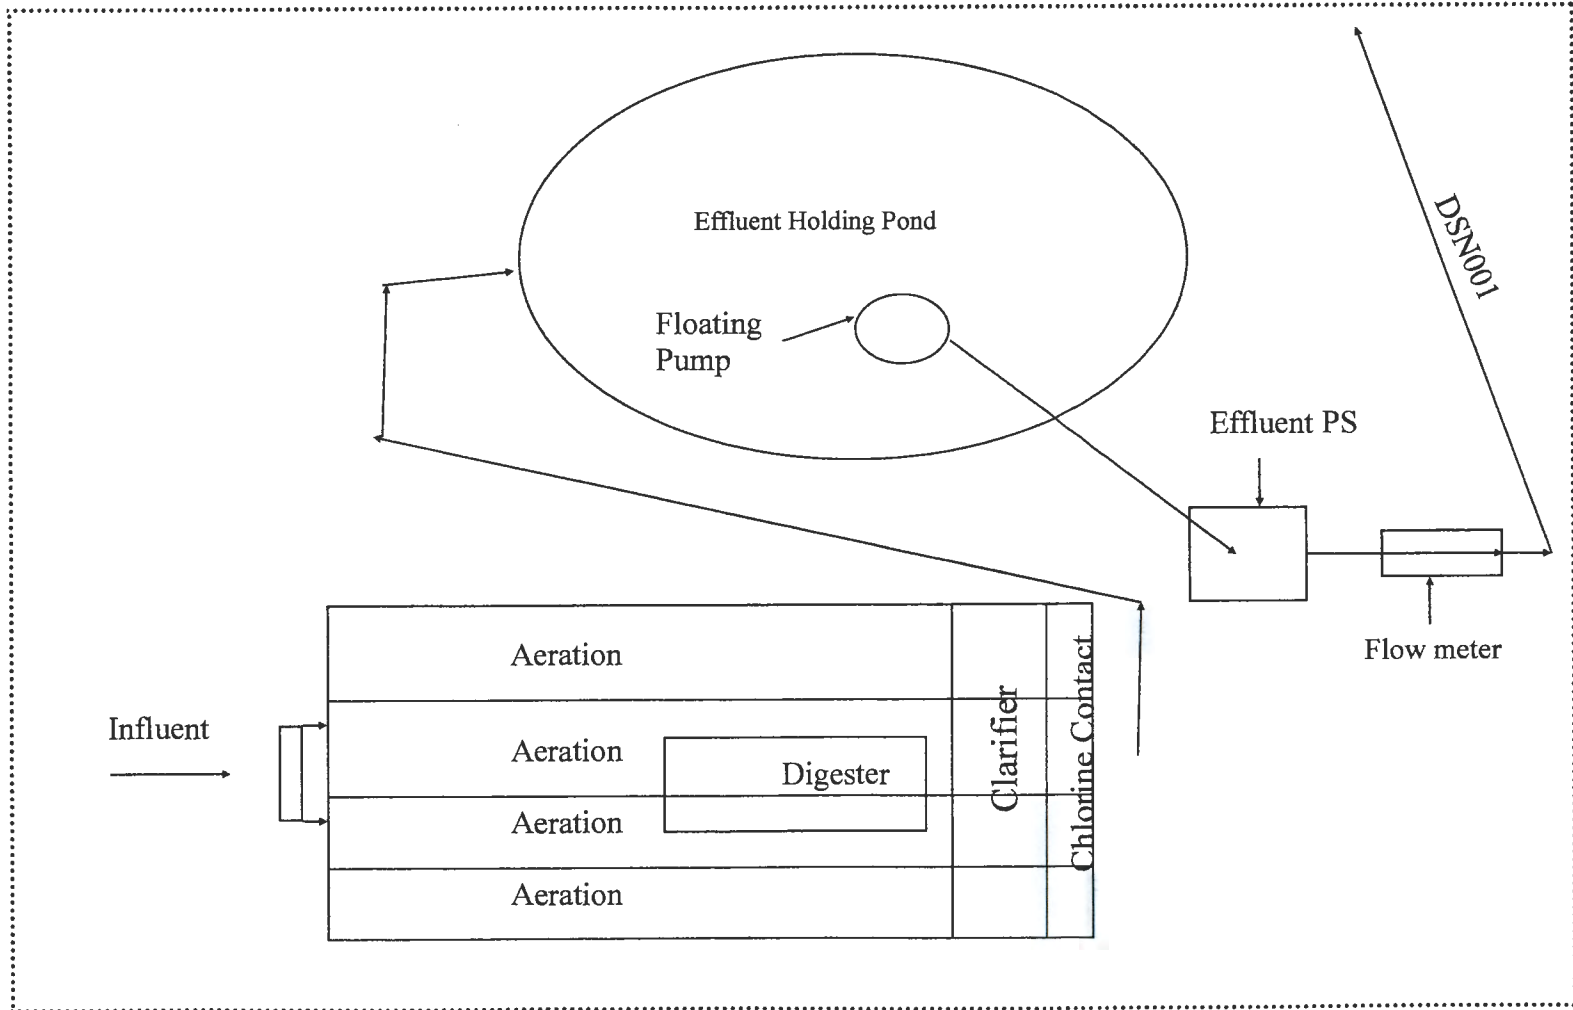 Effluent Holding Pond
Floating
Pump
DSN001
Effluent PS
Flow meter
Influent
Aeration
Aeration
Aeration
Aeration
Digester
Clarifier
Chlorine Contact